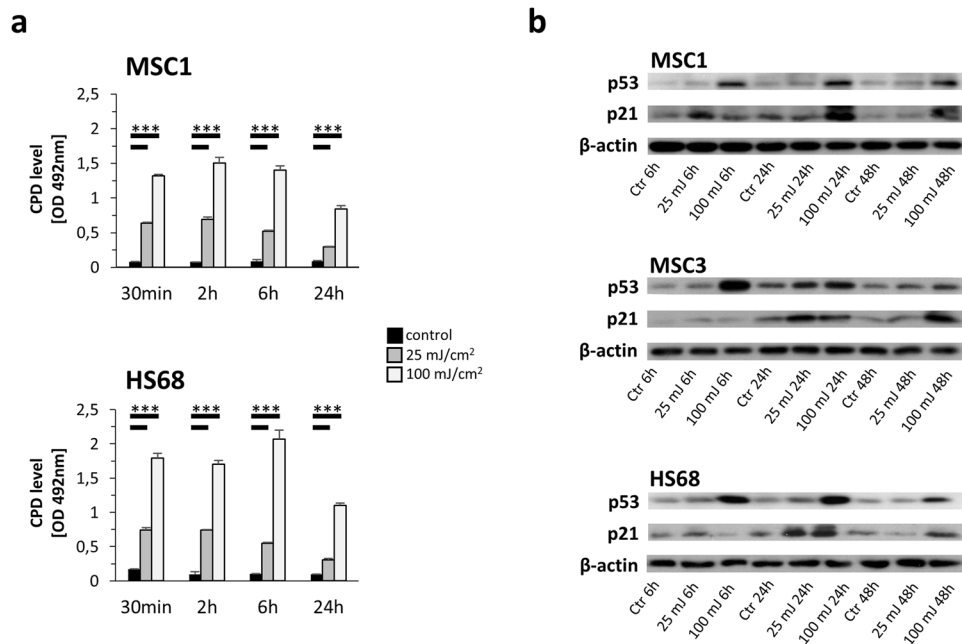 a
MSC1
CPD level
[OD 492nm]
2,5
2
1,5
1
0,5
0
*** *** *** ***
30min 2h 6h 24h
control
25 mJ/cm²
100 mJ/cm²
HS68
CPD level
[OD 492nm]
2,5
2
1,5
1
0,5
0
*** *** *** ***
30min 2h 6h 24h
b
MSC1
p53
p21
β-actin
Ctr 6h
25 mJ 6h
100 mJ 6h
Ctr 24h
25 mJ 24h
100 mJ 24h
Ctr 48h
25 mJ 48h
100 mJ 48h
MSC3
p53
p21
β-actin
Ctr 6h
25 mJ 6h
100 mJ 6h
Ctr 24h
25 mJ 24h
100 mJ 24h
Ctr 48h
25 mJ 48h
100 mJ 48h
HS68
p53
p21
β-actin
Ctr 6h
25 mJ 6h
100 mJ 6h
Ctr 24h
25 mJ 24h
100 mJ 24h
Ctr 48h
25 mJ 48h
100 mJ 48h